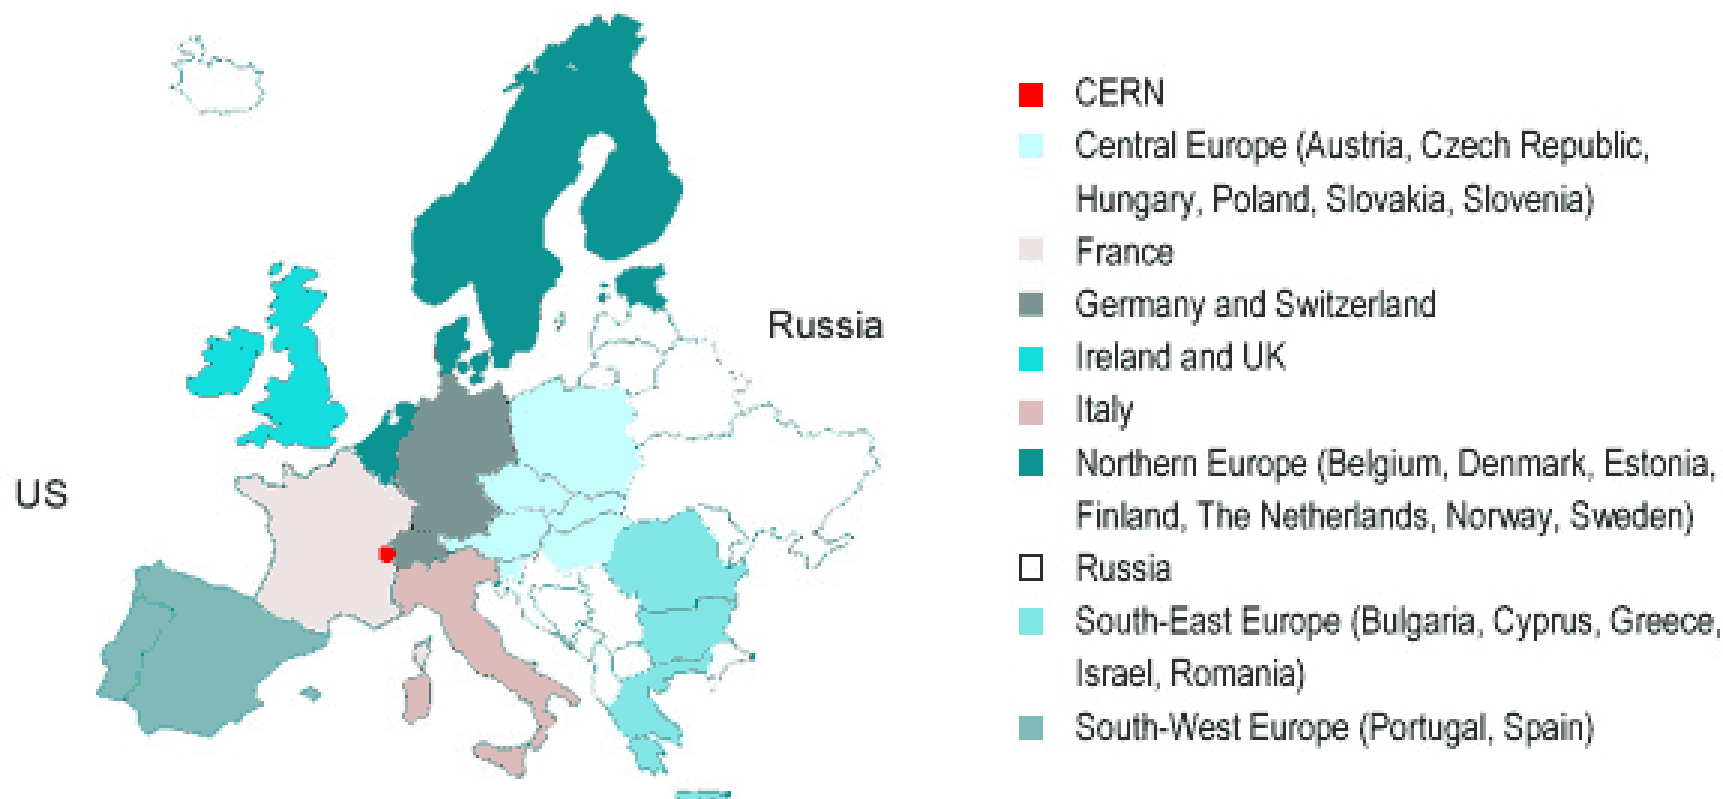 US
Russia
CERN
Central Europe (Austria, Czech Republic,
Hungary, Poland, Slovakia, Slovenia)
France
Germany and Switzerland
Ireland and UK
Italy
Northern Europe (Belgium, Denmark, Estonia,
Finland, The Netherlands, Norway, Sweden)
Russia
South-East Europe (Bulgaria, Cyprus, Greece,
Israel, Romania)
South-West Europe (Portugal, Spain)